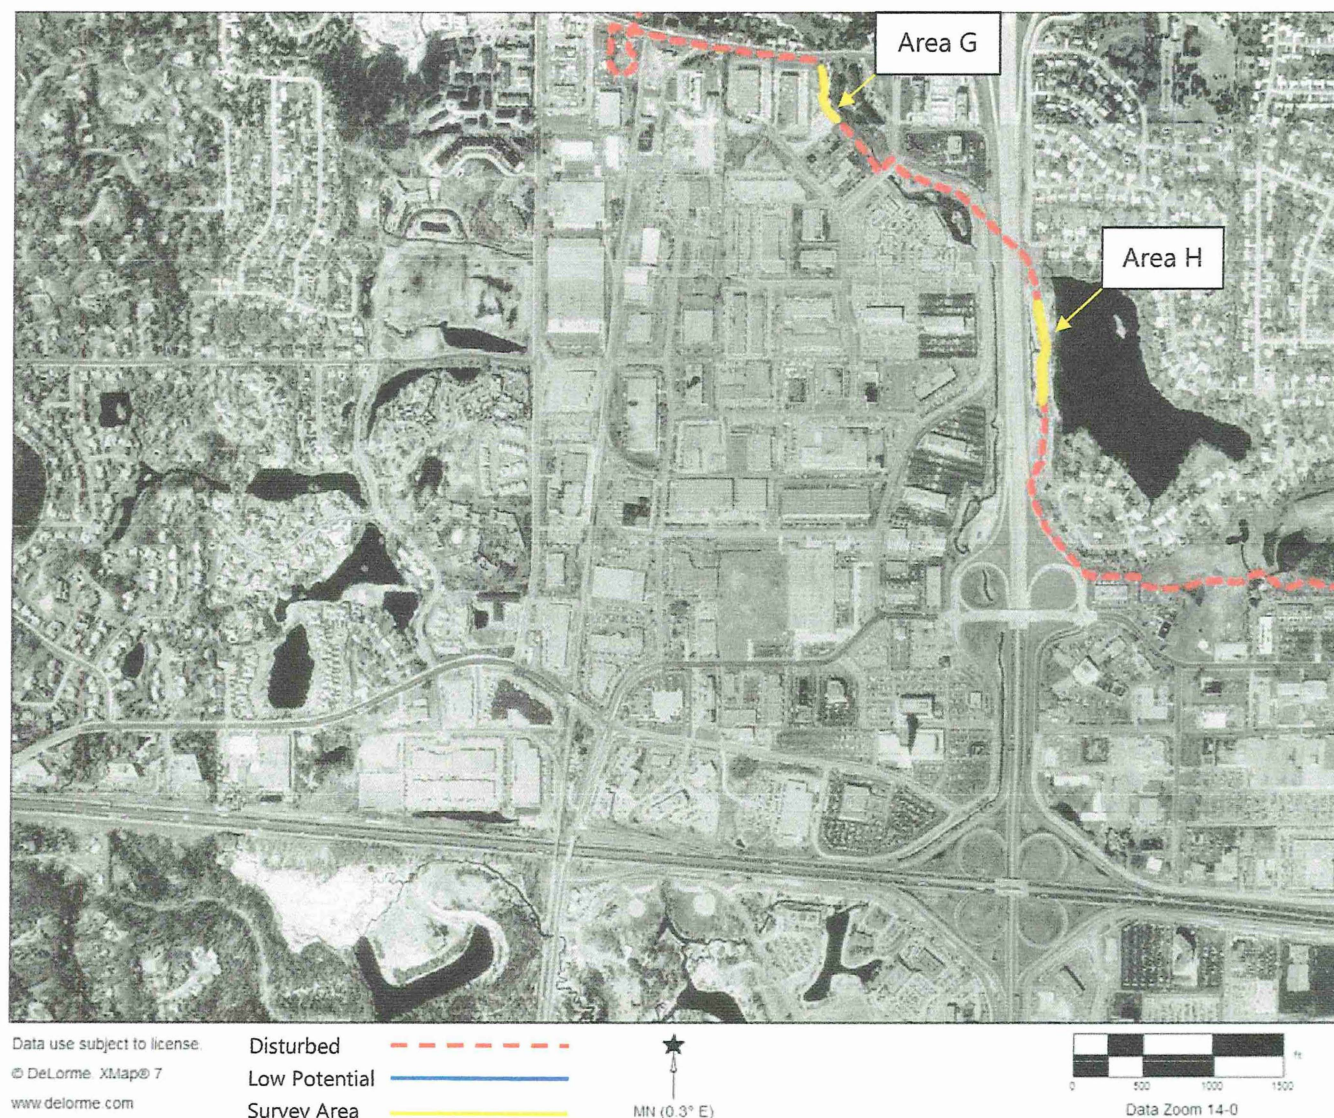 Area G
Area H
Data use subject to license.
© DeLorme. XMap® 7
www.delorme.com
Disturbed
Low Potential
Survey Area
MN (0.3° E)
ft
0 500 1000 1500
Data Zoom 14-0